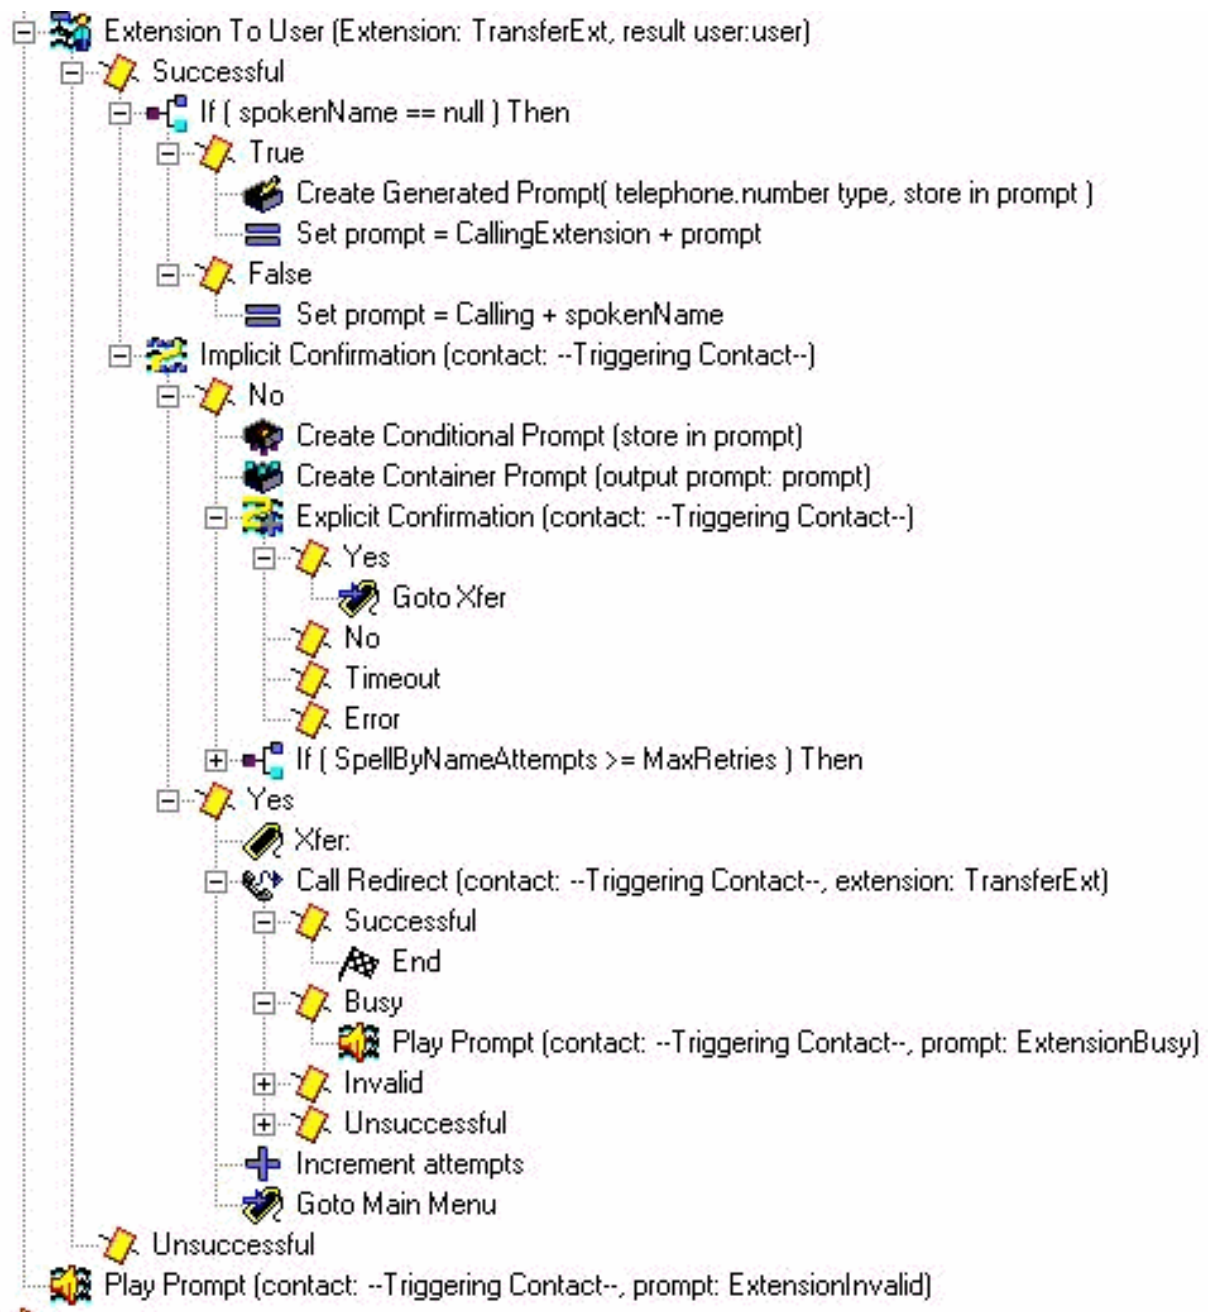 Extension To User (Extension: TransferExt, result user:user)
Successful
If ( spokenName == null ) Then
True
Create Generated Prompt( telephone.number type, store in prompt )
Set prompt = CallingExtension + prompt
False
Set prompt = Calling + spokenName
Implicit Confirmation (contact: --Triggering Contact--)
No
Create Conditional Prompt (store in prompt)
Create Container Prompt (output prompt: prompt)
Explicit Confirmation (contact: --Triggering Contact--)
Yes
Goto Xfer
No
Timeout
Error
If ( SpellByNameAttempts >= MaxRetries ) Then
Yes
Xfer:
Call Redirect (contact: --Triggering Contact--, extension: TransferExt)
Successful
End
Busy
Play Prompt (contact: --Triggering Contact--, prompt: ExtensionBusy)
Invalid
Unsuccessful
Increment attempts
Goto Main Menu
Unsuccessful
Play Prompt (contact: --Triggering Contact--, prompt: ExtensionInvalid)